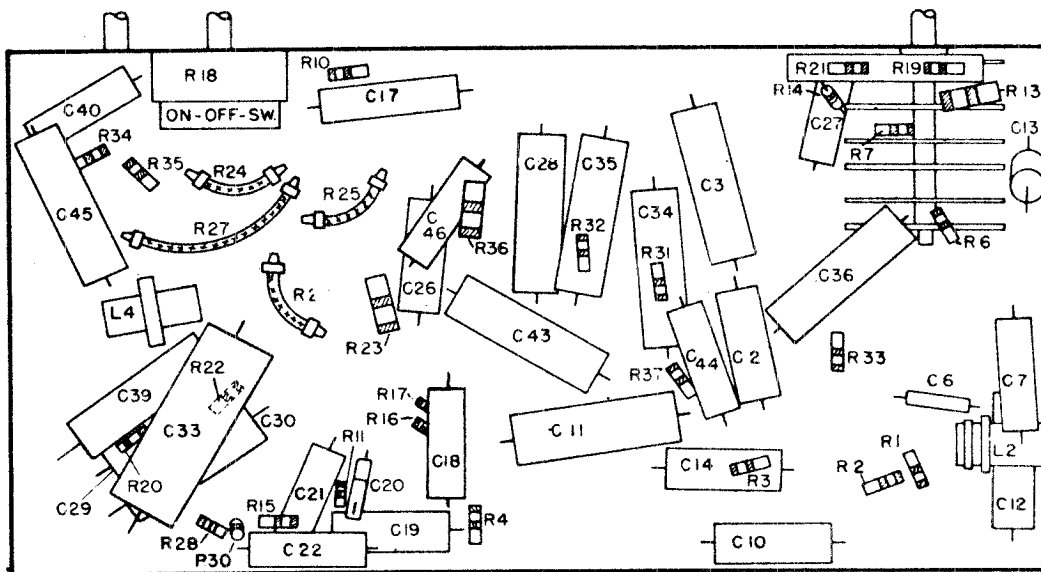 R18
ON-OFF-SW.
R10
C17
R21
R19
R14
R13
C27
R7
C13
C40
R34
R35
R24
R25
R27
C45
C46
R36
C28
C35
R32
C34
R31
C3
R6
C36
L4
R2
C26
R23
C43
C44
C2
R37
R33
C6
C7
R22
C39
C33
C30
R17
R16
C11
R11
C18
C14
R3
R1
R2
L2
C29
R20
C21
C20
R15
R28
P30
C22
C19
R4
C10
C12